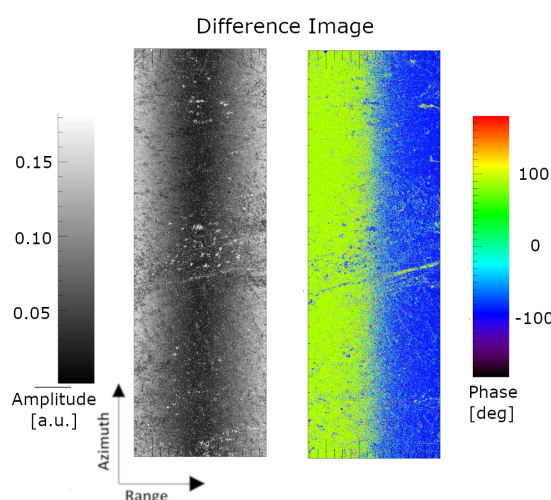 Difference Image
0.15
0.10
0.05
Amplitude
[a.u.]
Azimuth
Range
100
0
-100
Phase
[deg]